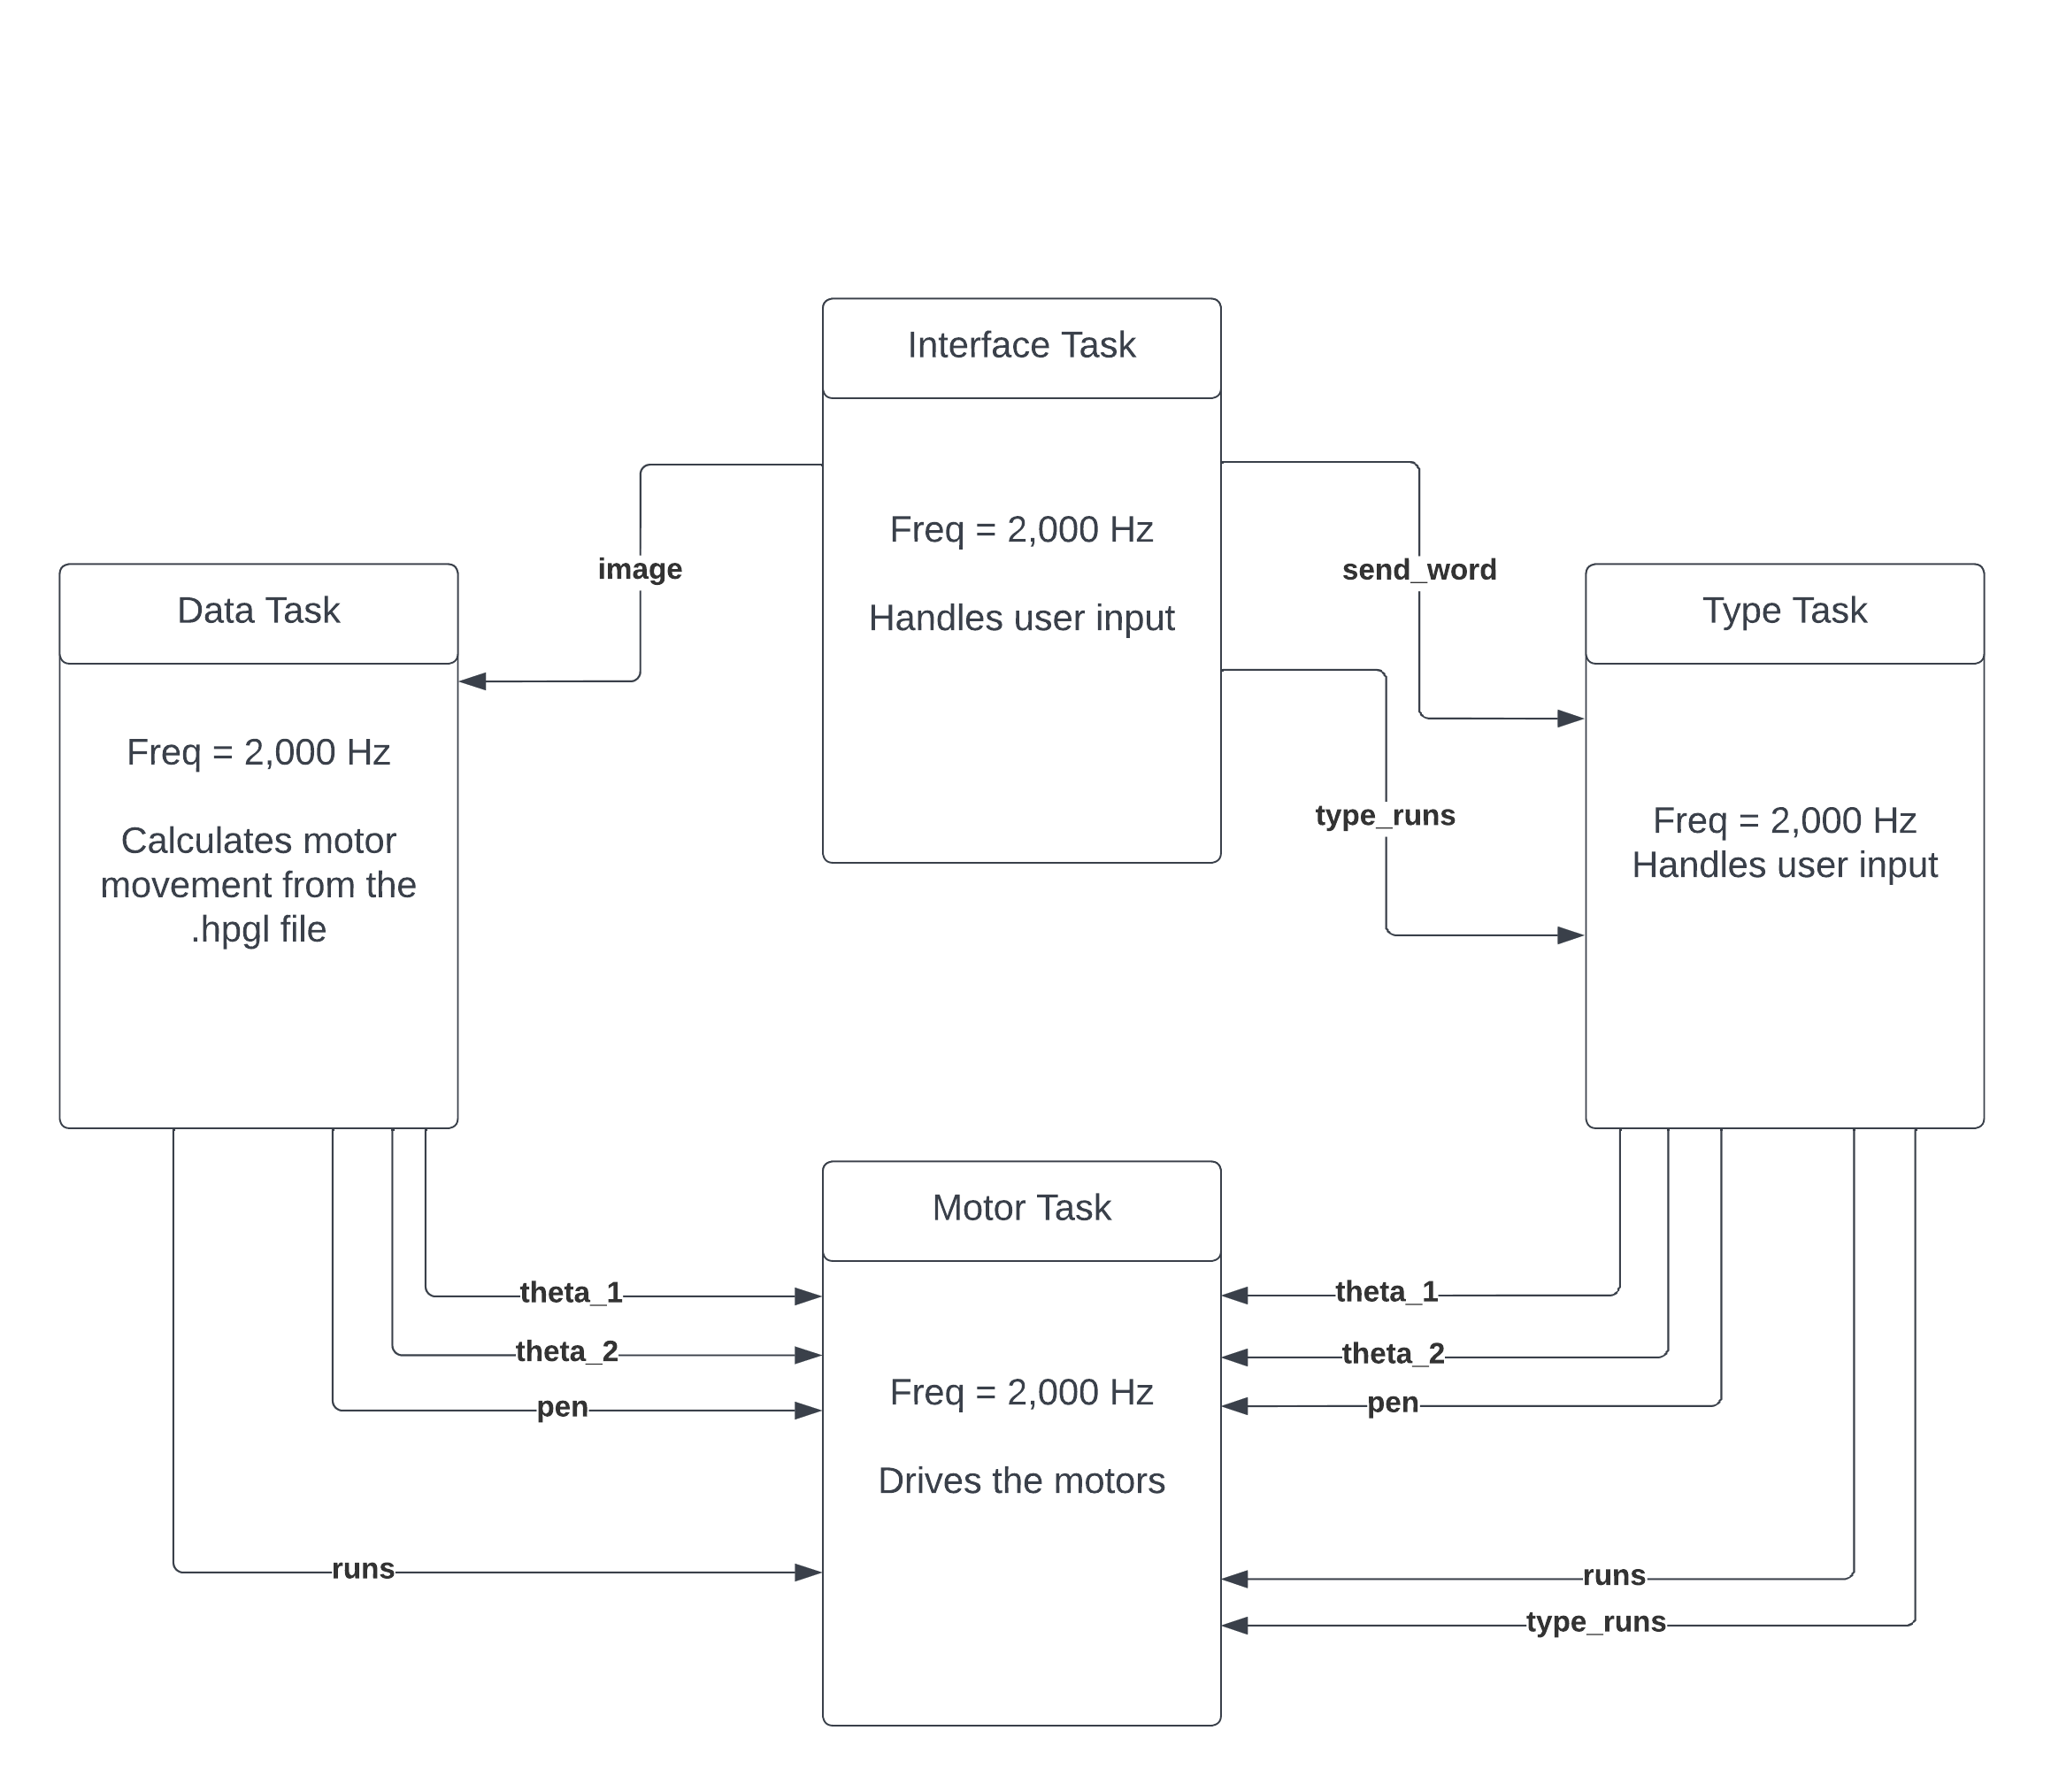 Interface Task
Freq = 2,000 Hz
Handles user input
image
send_word
type_runs
Data Task
Freq = 2,000 Hz
Calculates motor
movement from the
.hpgl file
Type Task
Freq = 2,000 Hz
Handles user input
Motor Task
Freq = 2,000 Hz
Drives the motors
theta_1
theta_2
pen
runs
theta_1
theta_2
pen
runs
type_runs